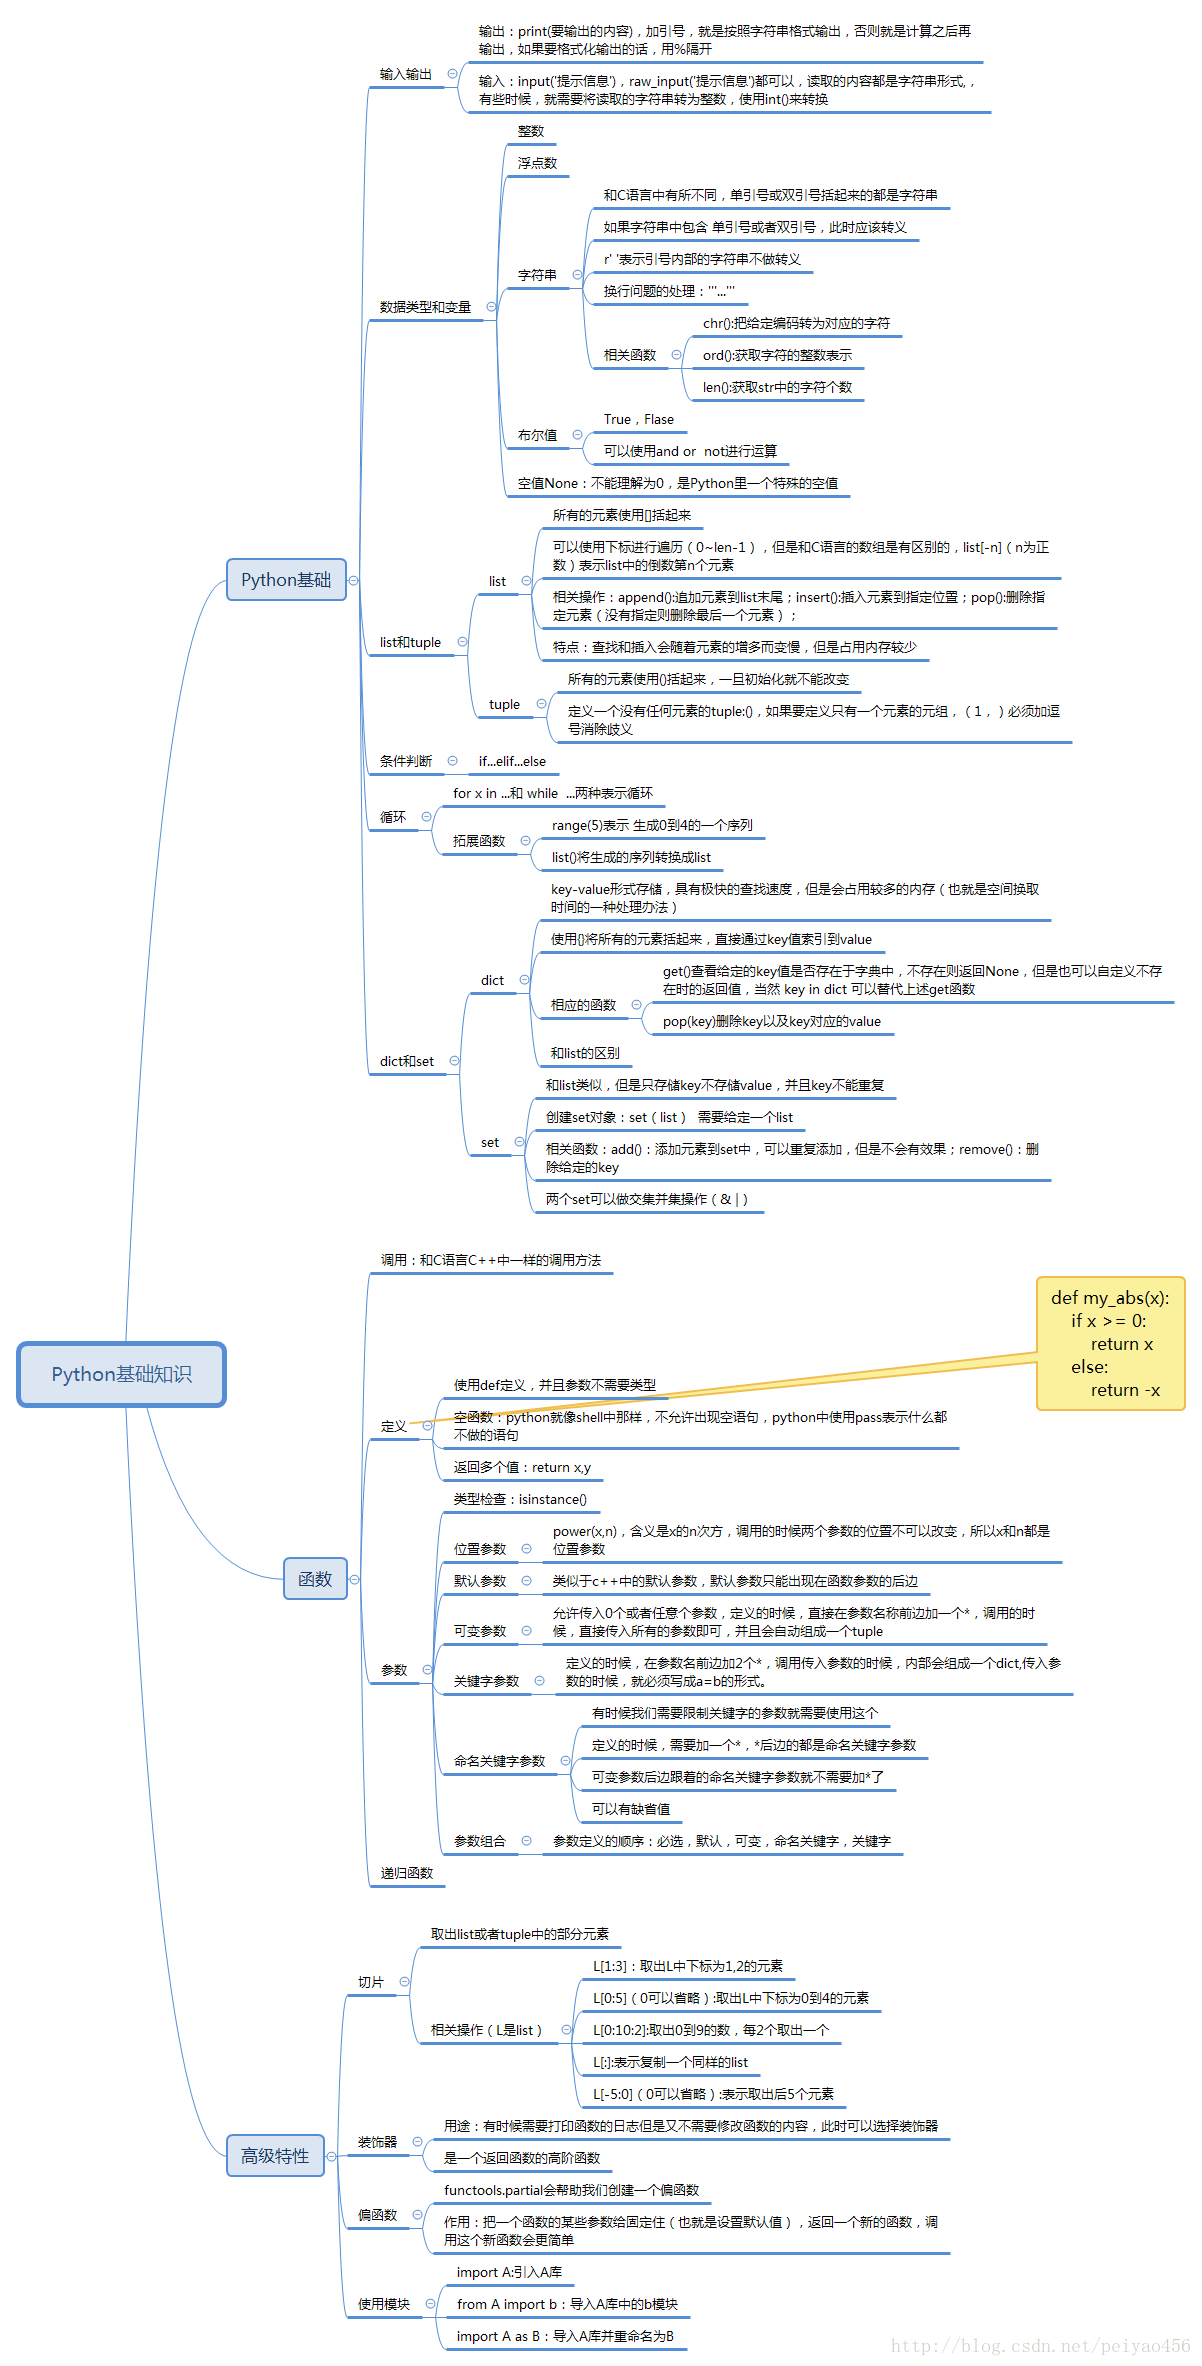 输出：print(要输出的内容)，加引号，就是按照字符串格式输出，否则就是计算之后再
输出，如果要格式化输出的话，用%隔开
输入输出
输入：input('提示信息')，raw_input('提示信息')都可以，读取的内容都是字符串形式,，
有些时候，就需要将读取的字符串转为整数，使用int()来转换
整数
浮点数
和C语言中有所不同，单引号或双引号括起来的都是字符串
如果字符串中包含 单引号或者双引号，此时应该转义
字符串
r' '表示引号内部的字符串不做转义
换行问题的处理：'''...'''
数据类型和变量
chr():把给定编码转为对应的字符
相关函数
ord():获取字符的整数表示
len():获取str中的字符个数
True，Flase
布尔值
可以使用and or  not进行运算
空值None：不能理解为0，是Python里一个特殊的空值
所有的元素使用[]括起来
可以使用下标进行遍历（0~len-1），但是和C语言的数组是有区别的，list[-n]（n为正
数）表示list中的倒数第n个元素
Python基础
list
相关操作：append():追加元素到list末尾；insert():插入元素到指定位置；pop():删除指
定元素（没有指定则删除最后一个元素）；
list和tuple
特点：查找和插入会随着元素的增多而变慢，但是占用内存较少
所有的元素使用()括起来，一旦初始化就不能改变
tuple
定义一个没有任何元素的tuple:()，如果要定义只有一个元素的元组，（1，）必须加逗
号消除歧义
条件判断
if...elif...else
for x in ...和 while  ...两种表示循环
循环
range(5)表示 生成0到4的一个序列
拓展函数
list()将生成的序列转换成list
key-value形式存储，具有极快的查找速度，但是会占用较多的内存（也就是空间换取
时间的一种处理办法）
使用{}将所有的元素括起来，直接通过key值索引到value
dict
get()查看给定的key值是否存在于字典中，不存在则返回None，但是也可以自定义不存
在时的返回值，当然 key in dict 可以替代上述get函数
相应的函数
pop(key)删除key以及key对应的value
和list的区别
dict和set
和list类似，但是只存储key不存储value，并且key不能重复
创建set对象：set（list） 需要给定一个list
set
相关函数：add()：添加元素到set中，可以重复添加，但是不会有效果；remove()：删
除给定的key
两个set可以做交集并集操作（& |）
调用：和C语言C++中一样的调用方法
def my_abs(x):
if x >= 0:
return x
else:
return -x
Python基础知识
使用def定义，并且参数不需要类型
定义
空函数：python就像shell中那样，不允许出现空语句，python中使用pass表示什么都
不做的语句
返回多个值：return x,y
类型检查：isinstance()
位置参数
power(x,n)，含义是x的n次方，调用的时候两个参数的位置不可以改变，所以x和n都是
位置参数
函数
默认参数
类似于c++中的默认参数，默认参数只能出现在函数参数的后边
可变参数
允许传入0个或者任意个参数，定义的时候，直接在参数名称前边加一个*，调用的时
候，直接传入所有的参数即可，并且会自动组成一个tuple
参数
关键字参数
定义的时候，在参数名前边加2个*，调用传入参数的时候，内部会组成一个dict,传入参
数的时候，就必须写成a=b的形式。
有时候我们需要限制关键字的参数就需要使用这个
定义的时候，需要加一个*，*后边的都是命名关键字参数
命名关键字参数
可变参数后边跟着的命名关键字参数就不需要加*了
可以有缺省值
参数组合
参数定义的顺序：必选，默认，可变，命名关键字，关键字
递归函数
取出list或者tuple中的部分元素
切片
L[1:3]：取出L中下标为1,2的元素
L[0:5]（0可以省略）:取出L中下标为0到4的元素
相关操作（L是list）
L[0:10:2]:取出0到9的数，每2个取出一个
L[:]:表示复制一个同样的list
L[-5:0]（0可以省略）:表示取出后5个元素
用途：有时候需要打印函数的日志但是又不需要修改函数的内容，此时可以选择装饰器
装饰器
是一个返回函数的高阶函数
高级特性
functools.partial会帮助我们创建一个偏函数
偏函数
作用：把一个函数的某些参数给固定住（也就是设置默认值），返回一个新的函数，调
用这个新函数会更简单
import A:引入A库
使用模块
from A import b：导入A库中的b模块
import A as B：导入A库并重命名为B
http://blog.csdn.net/peiyao456